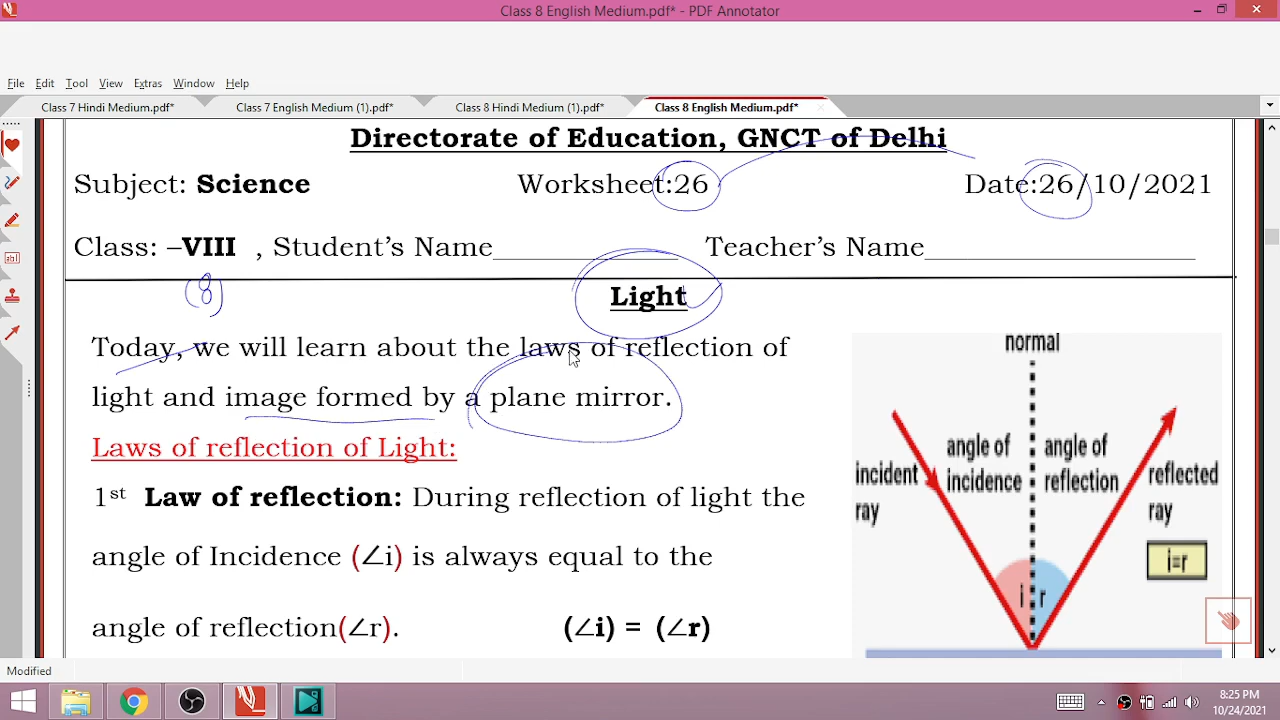 Class 8 English Medium.pdf* - PDF Annotator
File Edit Tool View Extras Window Help
Class 7 Hindi Medium.pdf* Class 7 English Medium (1).pdf* Class 8 Hindi Medium (1).pdf* Class 8 English Medium.pdf*
Directorate of Education, GNCT of Delhi
Subject: Science Worksheet:26 Date:26/10/2021
Class: –VIII , Student's Name____________ Teacher's Name____________________
(8)
Light
Today, we will learn about the laws of reflection of
light and image formed by a plane mirror.
Laws of reflection of Light:
1st Law of reflection: During reflection of light the
angle of Incidence (∠i) is always equal to the
angle of reflection(∠r). (∠i) = (∠r)
normal
angle of incidence
angle of reflection
incident ray
reflected ray
i=r
i r
Modified
8:25 PM
10/24/2021